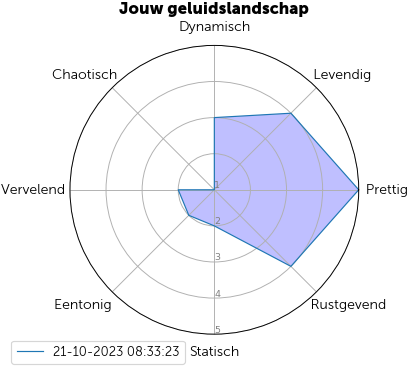 Jouw geluidslandschap
Dynamisch
Chaotisch
Levendig
Vervelend
Prettig
1
2
3
4
5
Eentonig
Rustgevend
21-10-2023 08:33:23
Statisch